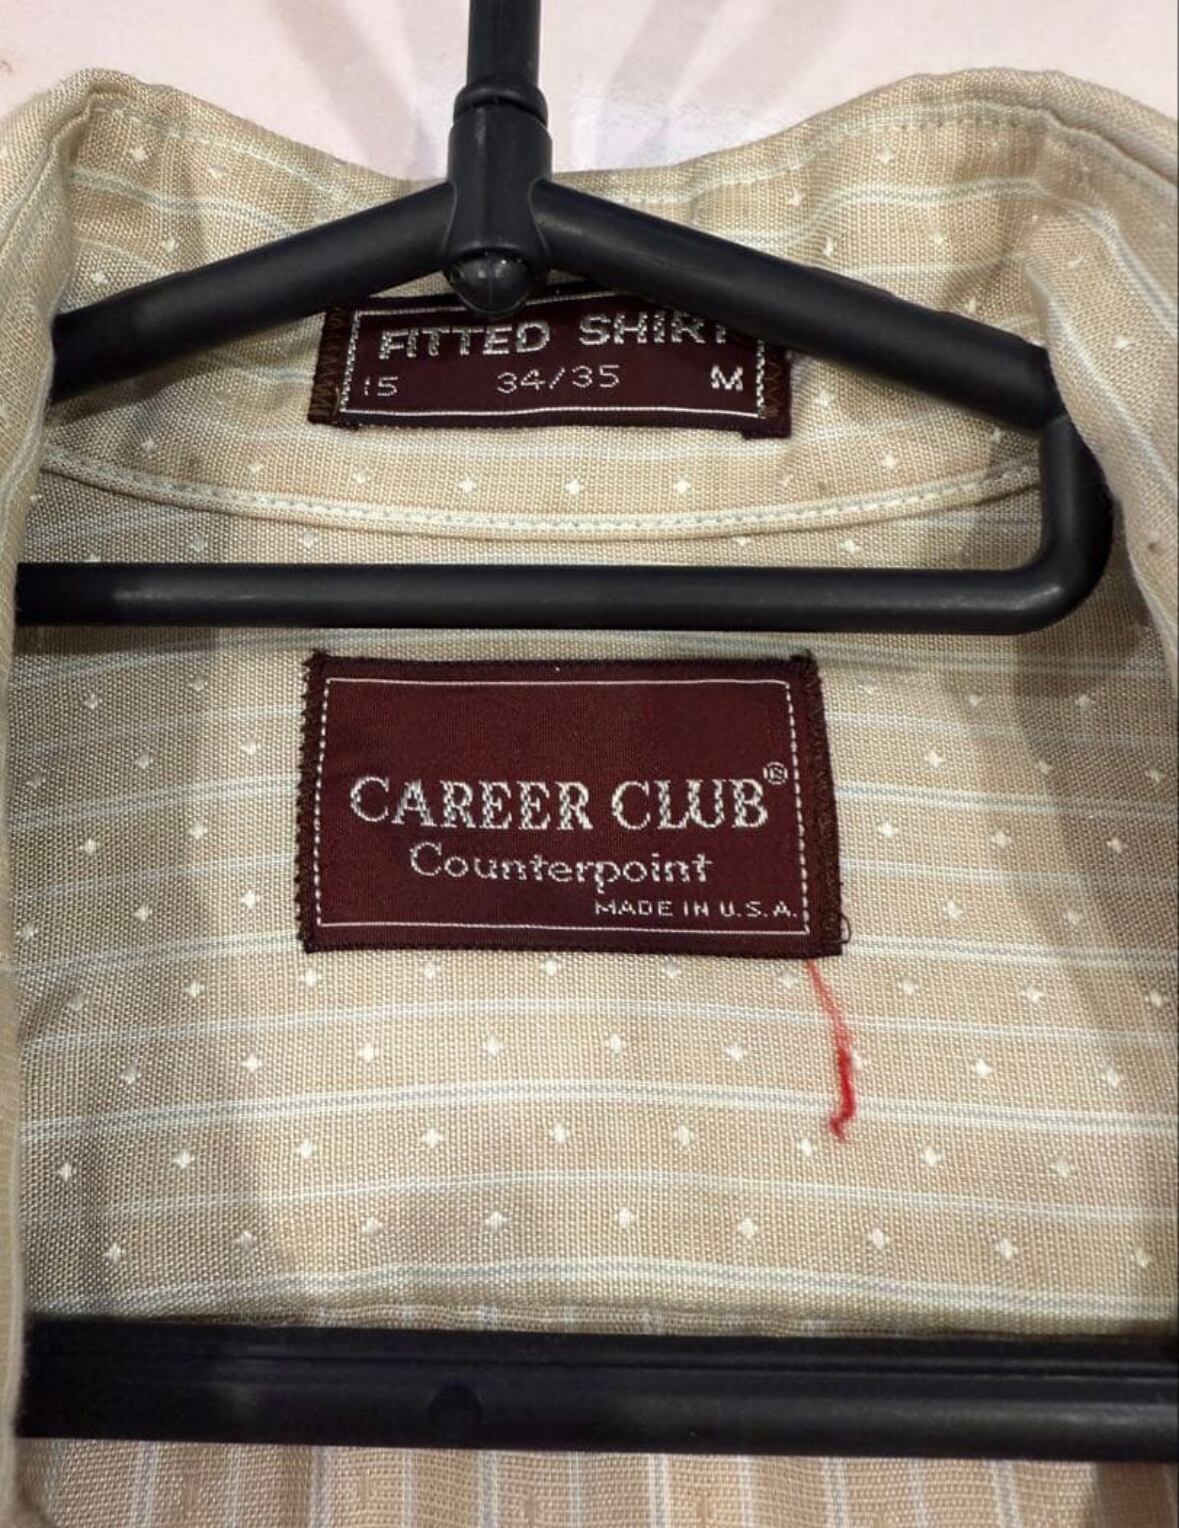 FITTED SHIRT
15 34/35 M
CAREER CLUB®
Counterpoint
MADE IN U.S.A.